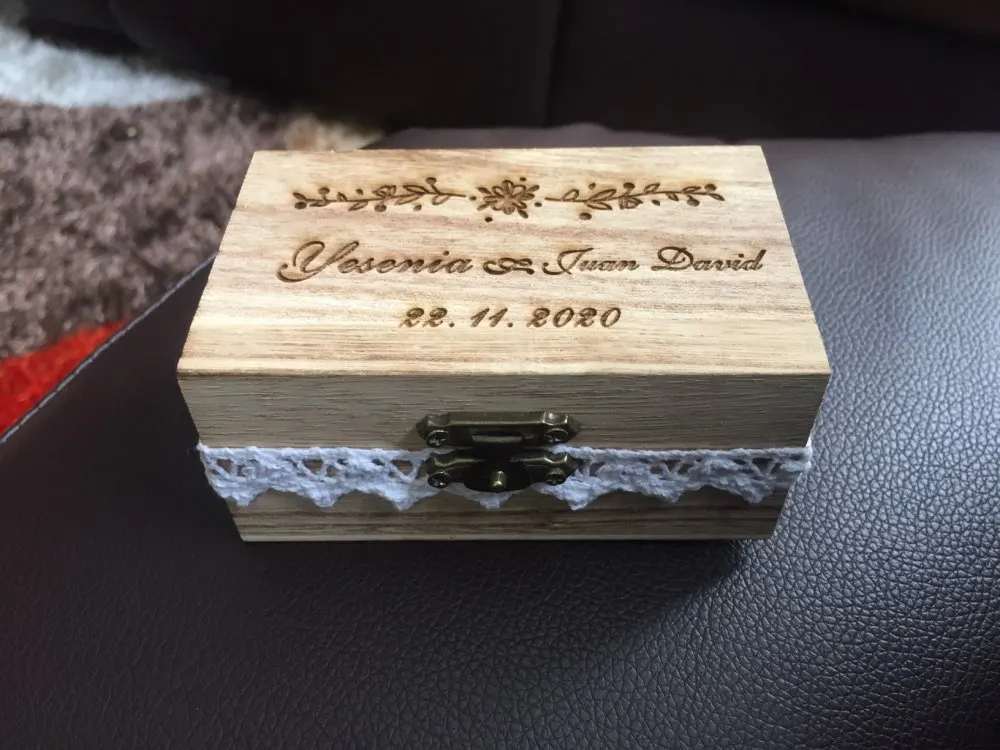 Yesenia & Juan David
22. 11. 2020